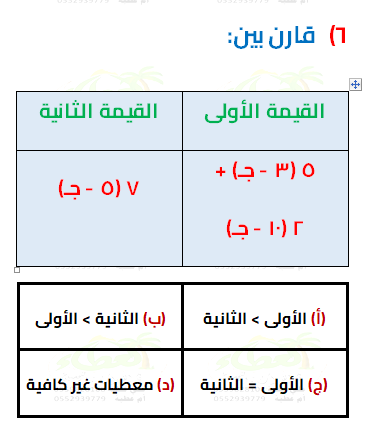 ٦) قارن بين:
القيمة الأولى
القيمة الثانية
٥ (٣ - جـ) +
٢ (١٠ - جـ)
٧ (٥ - جـ)
(أ) الأولى > الثانية
(ب) الثانية > الأولى
(ج) الأولى = الثانية
(د) معطيات غير كافية